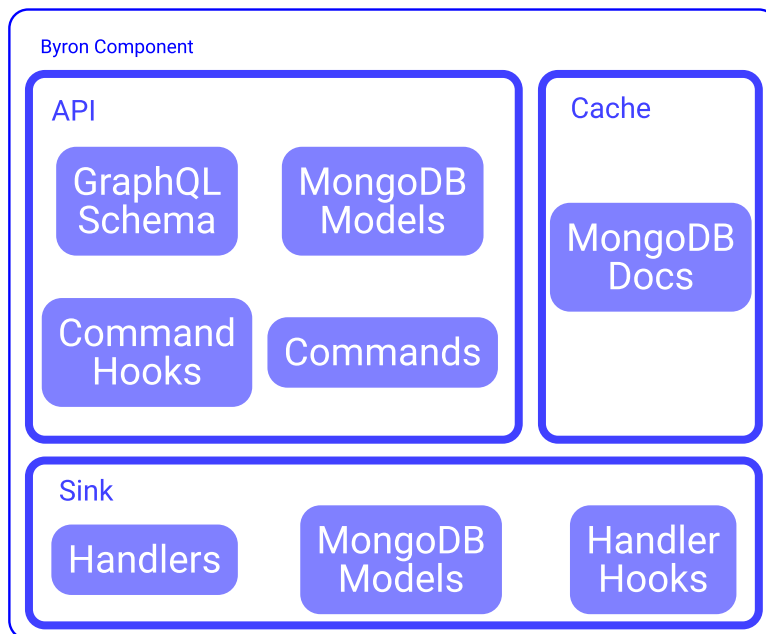 Byron Component
API
GraphQL
Schema
MongoDB
Models
Command
Hooks
Commands
Cache
MongoDB
Docs
Sink
Handlers
MongoDB
Models
Handler
Hooks